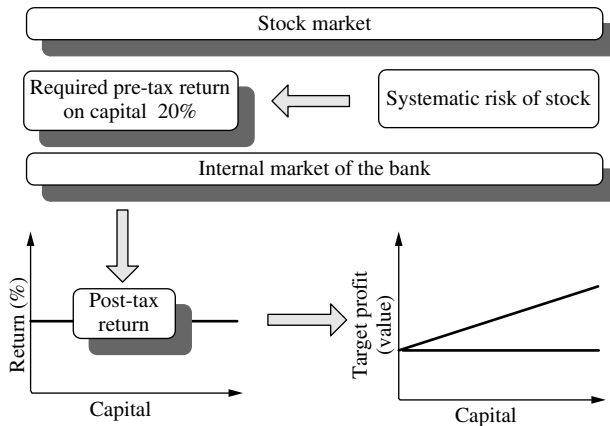 Stock market
Required pre-tax return
on capital 20%
Systematic risk of stock
Internal market of the bank
Return (%)
Post-tax
return
Capital
Target profit
(value)
Capital